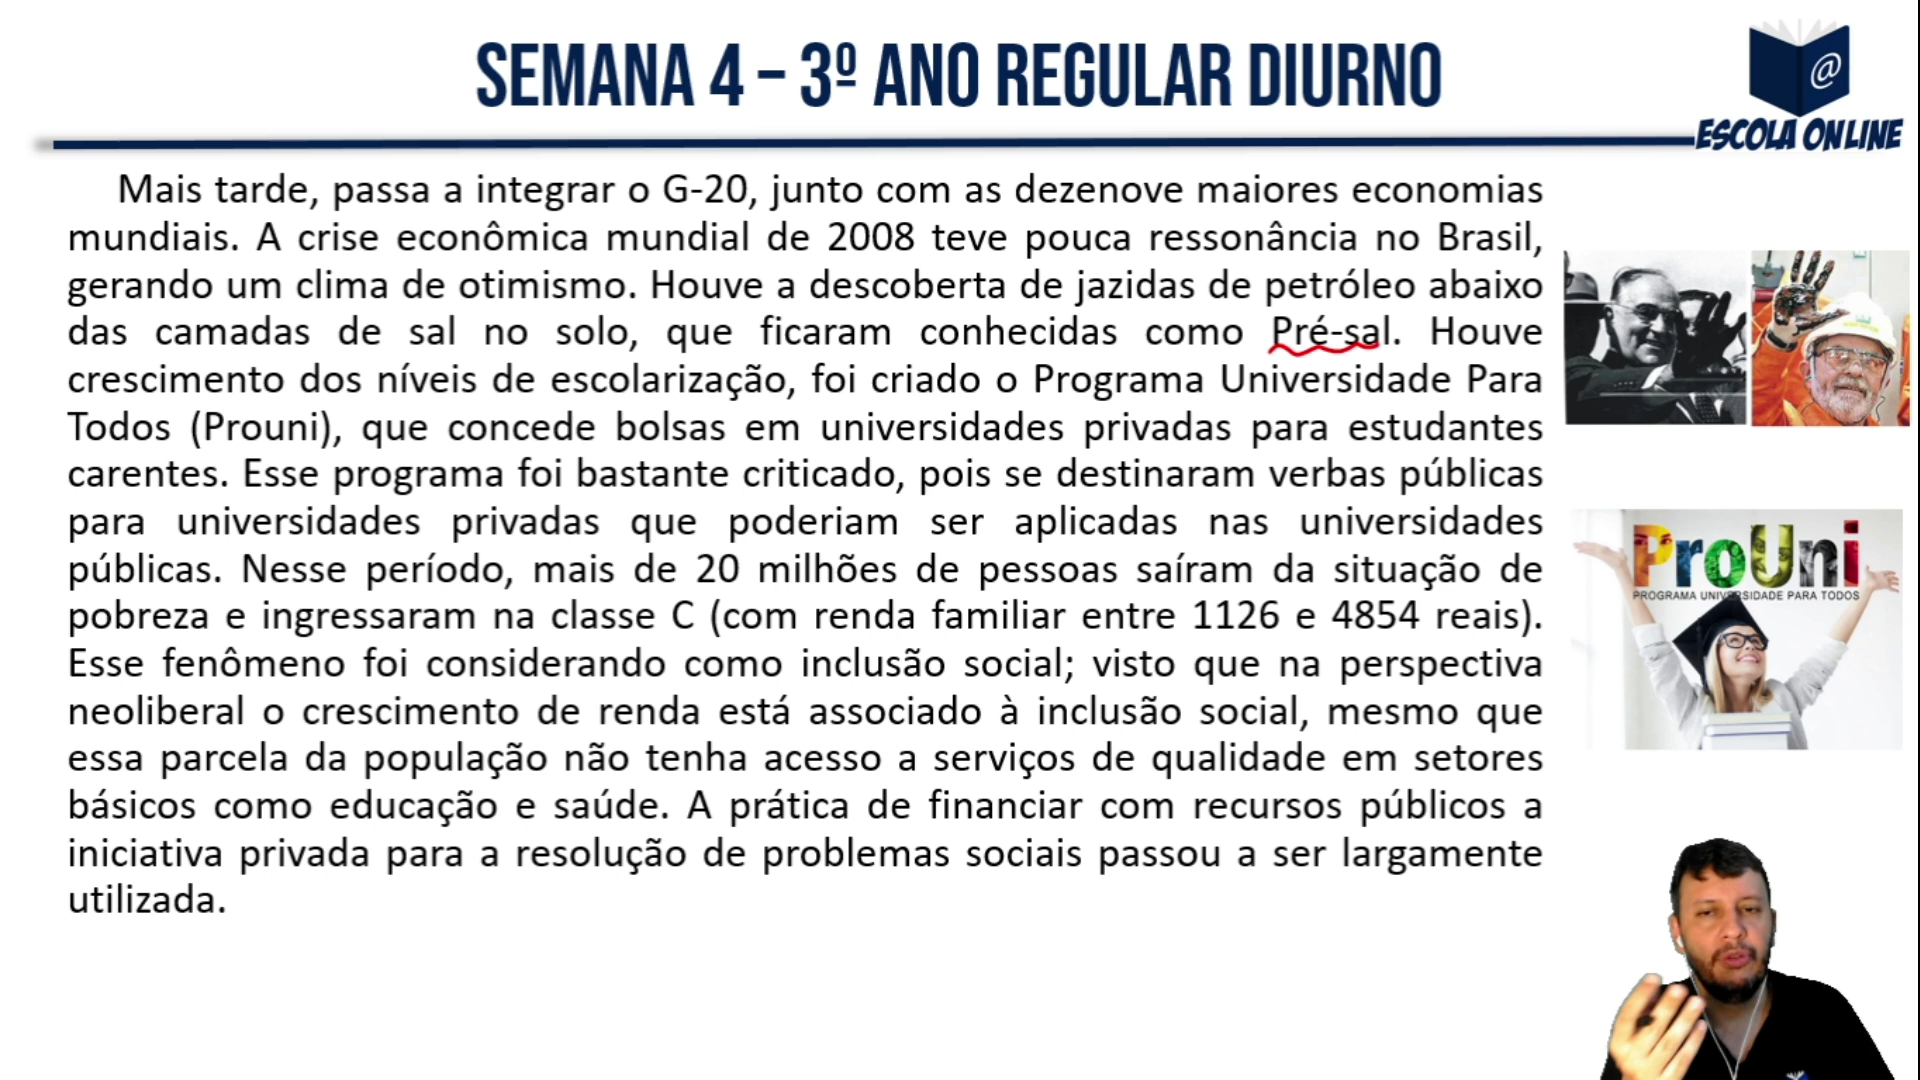 SEMANA 4 – 3º ANO REGULAR DIURNO
@
ESCOLA ONLINE
Mais tarde, passa a integrar o G-20, junto com as dezenove maiores economias
mundiais. A crise econômica mundial de 2008 teve pouca ressonância no Brasil,
gerando um clima de otimismo. Houve a descoberta de jazidas de petróleo abaixo
das camadas de sal no solo, que ficaram conhecidas como Pré-sal. Houve
crescimento dos níveis de escolarização, foi criado o Programa Universidade Para
Todos (Prouni), que concede bolsas em universidades privadas para estudantes
carentes. Esse programa foi bastante criticado, pois se destinaram verbas públicas
para universidades privadas que poderiam ser aplicadas nas universidades
públicas. Nesse período, mais de 20 milhões de pessoas saíram da situação de
pobreza e ingressaram na classe C (com renda familiar entre 1126 e 4854 reais).
Esse fenômeno foi considerando como inclusão social; visto que na perspectiva
neoliberal o crescimento de renda está associado à inclusão social, mesmo que
essa parcela da população não tenha acesso a serviços de qualidade em setores
básicos como educação e saúde. A prática de financiar com recursos públicos a
iniciativa privada para a resolução de problemas sociais passou a ser largamente
utilizada.
ProUni
PROGRAMA UNIVERSIDADE PARA TODOS